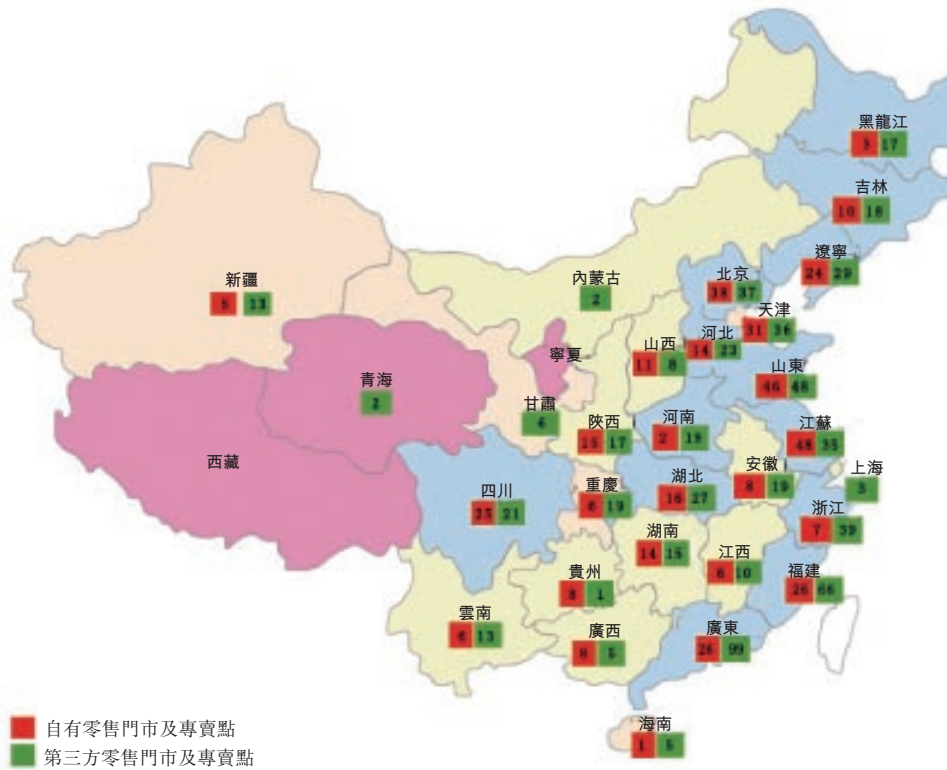 黑龍江
3 17
吉林
10 18
遼寧
24 29
北京
38 37
內蒙古
2
新疆
5 13
天津
31 36
河北
14 23
山西
11 8
寧夏
山東
46 48
青海
2
甘肅
6
陝西
15 17
河南
2 19
江蘇
48 35
西藏
安徽
8 19
上海
四川
25 21
重慶
6 19
湖北
16 27
浙江
7 39
湖南
14 15
江西
6 10
貴州
8 1
福建
26 66
雲南
6 13
廣西
8 5
廣東
26 99
海南
1 5
自有零售門市及專賣點
第三方零售門市及專賣點